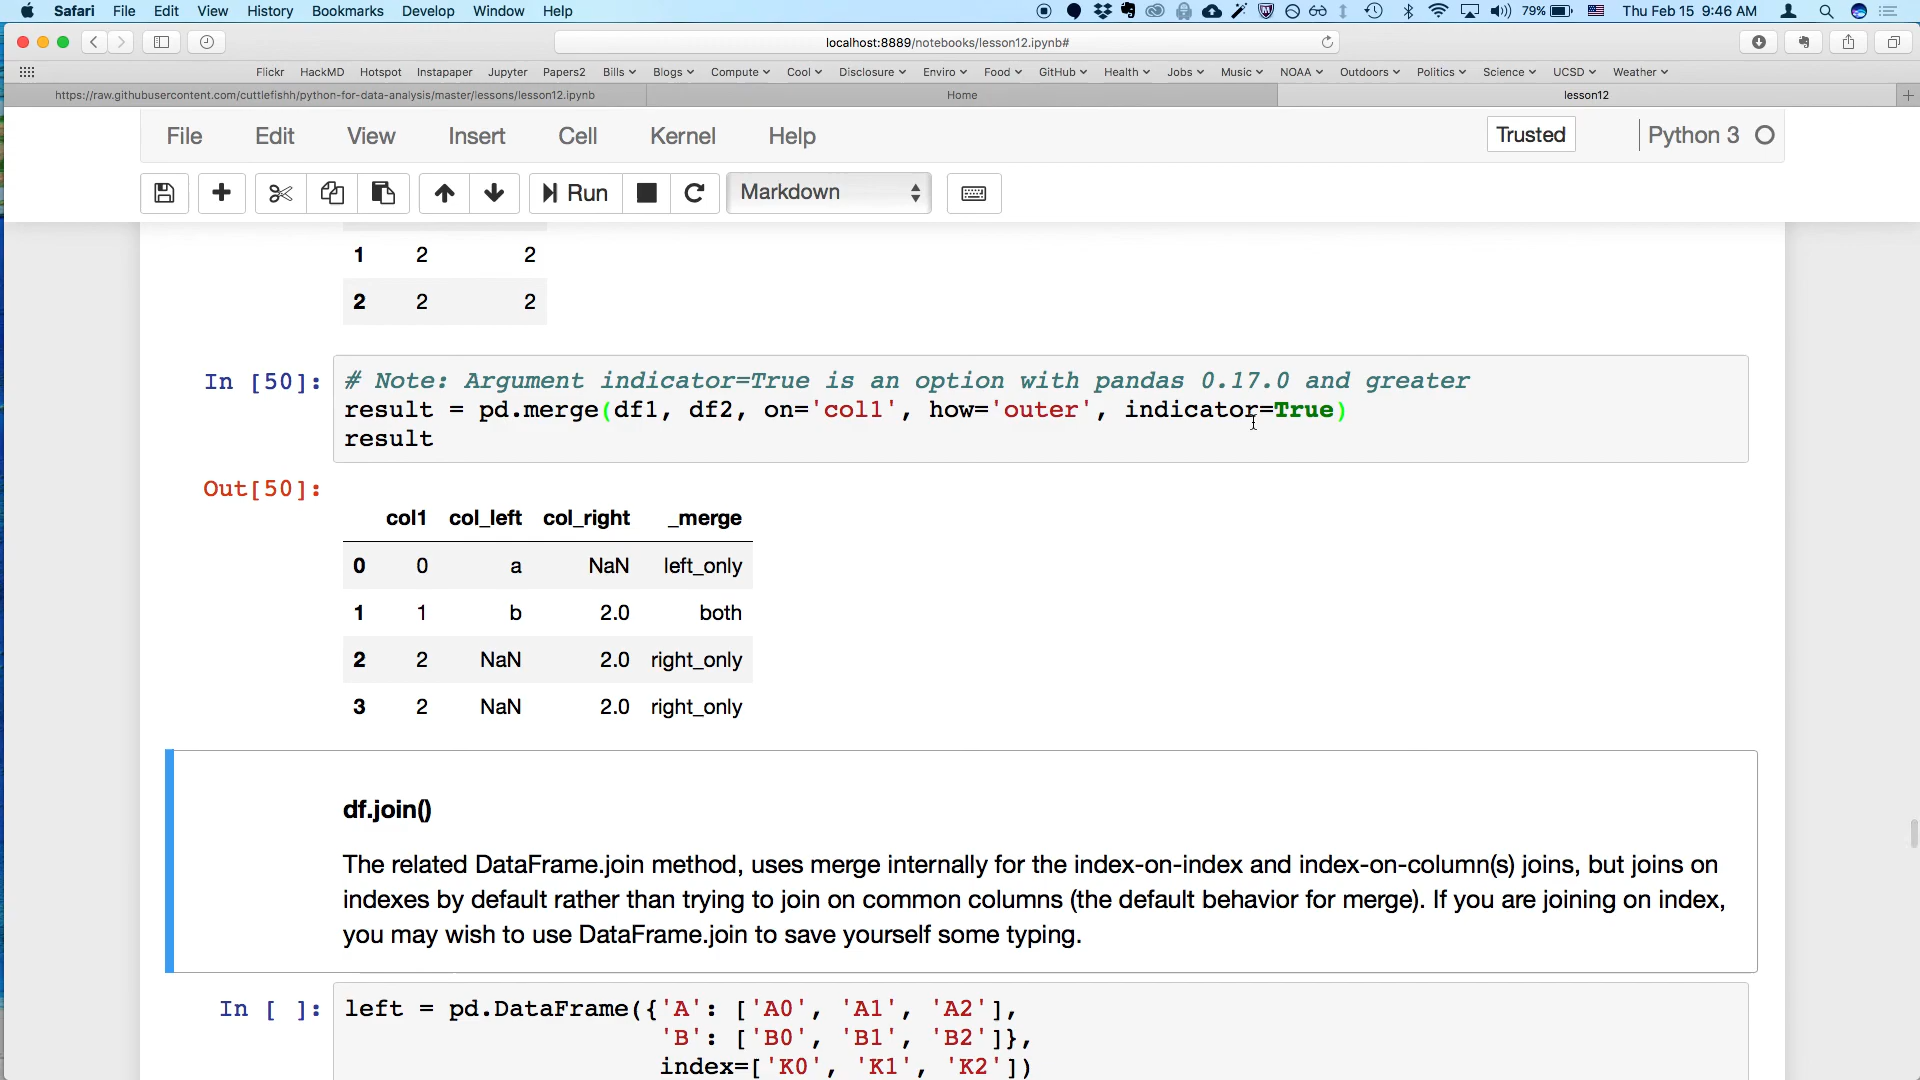 Safari File Edit View History Bookmarks Develop Window Help 79% Thu Feb 15 9:46 AM
localhost:8889/notebooks/lesson12.ipynb#
Flickr HackMD Hotspot Instapaper Jupyter Papers2 Bills Blogs Compute Cool Disclosure Enviro Food GitHub Health Jobs Music NOAA Outdoors Politics Science UCSD Weather
https://raw.githubusercontent.com/cuttlefishh/python-for-data-analysis/master/lessons/lesson12.ipynb Home lesson12
File Edit View Insert Cell Kernel Help Trusted Python 3
Run Markdown
1 2 2
2 2 2
In [50]: # Note: Argument indicator=True is an option with pandas 0.17.0 and greater
result = pd.merge(df1, df2, on='col1', how='outer', indicator=True)
result
Out[50]:
col1 col_left col_right _merge
0 0 a NaN left_only
1 1 b 2.0 both
2 2 NaN 2.0 right_only
3 2 NaN 2.0 right_only
df.join()
The related DataFrame.join method, uses merge internally for the index-on-index and index-on-column(s) joins, but joins on
indexes by default rather than trying to join on common columns (the default behavior for merge). If you are joining on index,
you may wish to use DataFrame.join to save yourself some typing.
In [ ]: left = pd.DataFrame({'A': ['A0', 'A1', 'A2'],
'B': ['B0', 'B1', 'B2']},
index=['K0', 'K1', 'K2'])